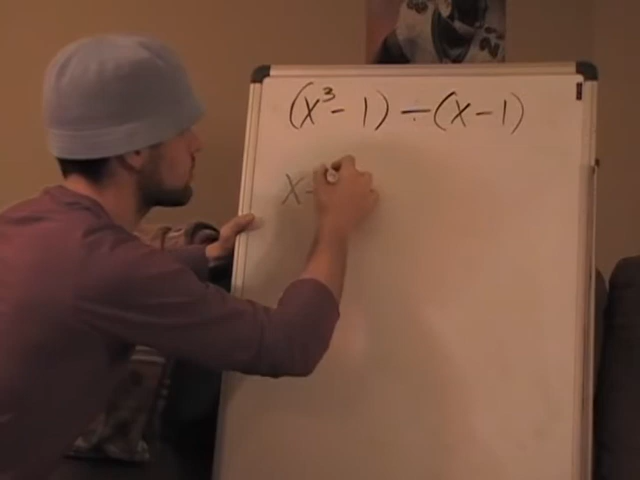 (x³ - 1) ÷ (x - 1)
x -